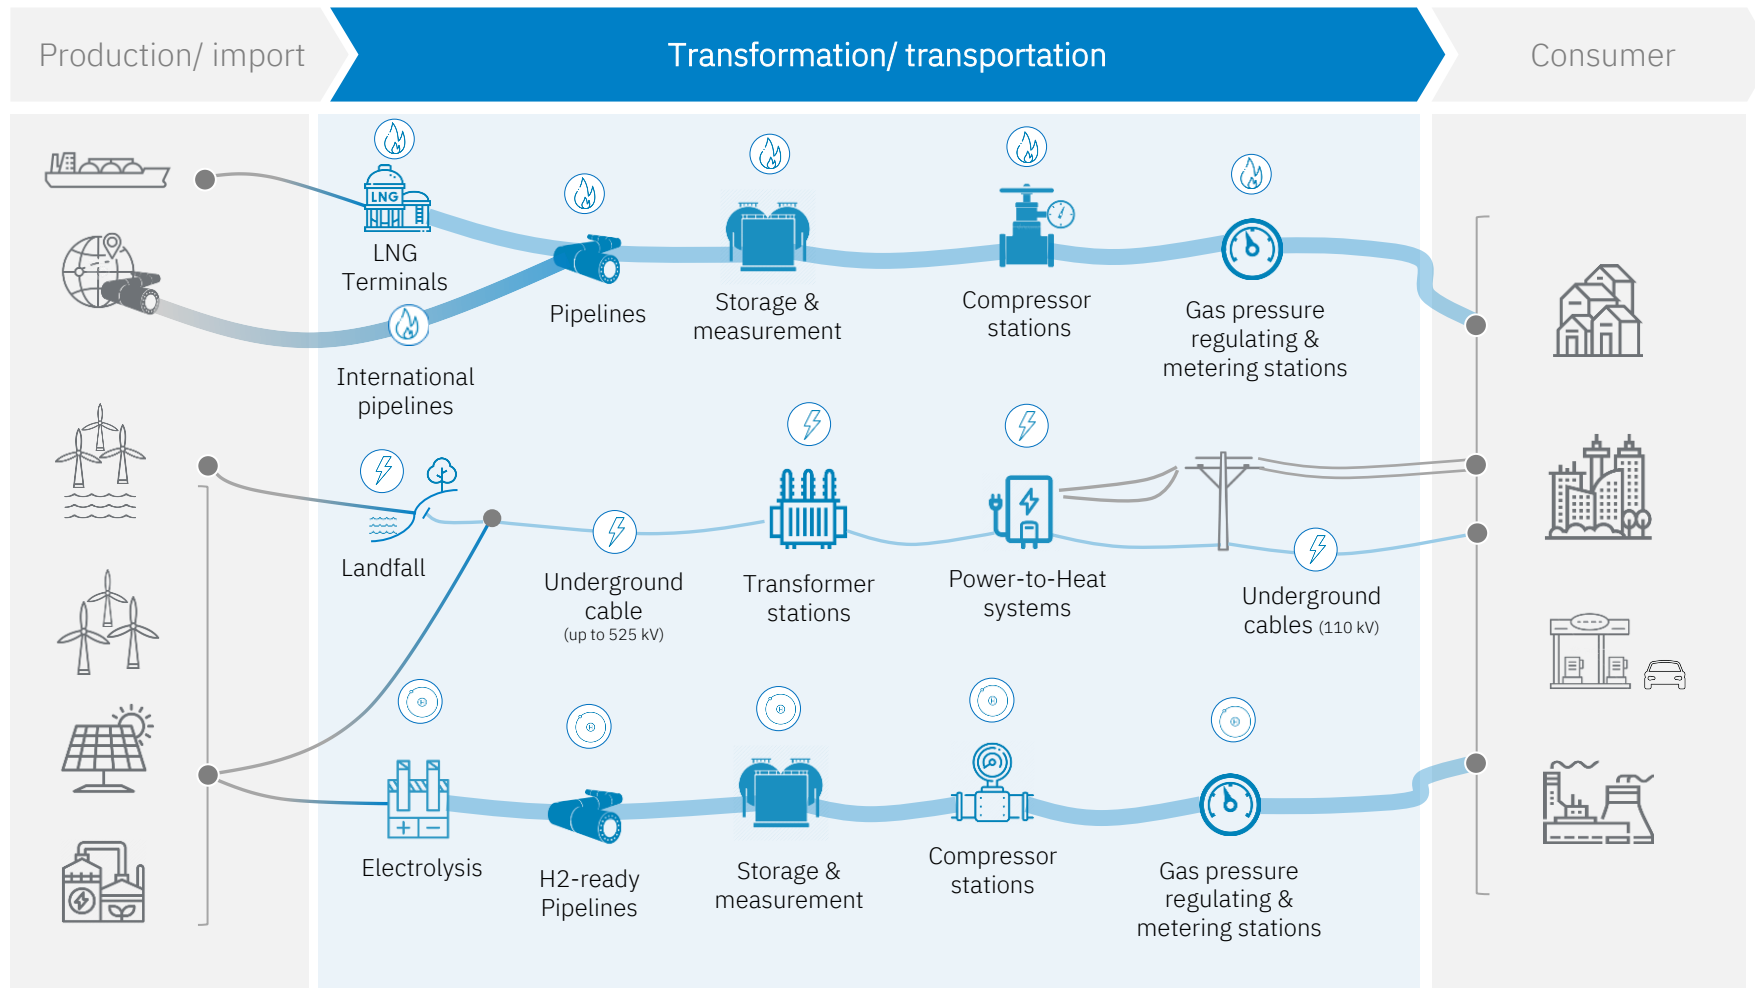 Production/ import
Transformation/ transportation
Consumer
LNG
LNG
Terminals
Pipelines
Storage &
measurement
Compressor
stations
Gas pressure
regulating &
metering stations
International
pipelines
Landfall
Underground
cable
(up to 525 kV)
Transformer
stations
Power-to-Heat
systems
Underground
cables (110 kV)
Electrolysis
H2-ready
Pipelines
Storage &
measurement
Compressor
stations
Gas pressure
regulating &
metering stations